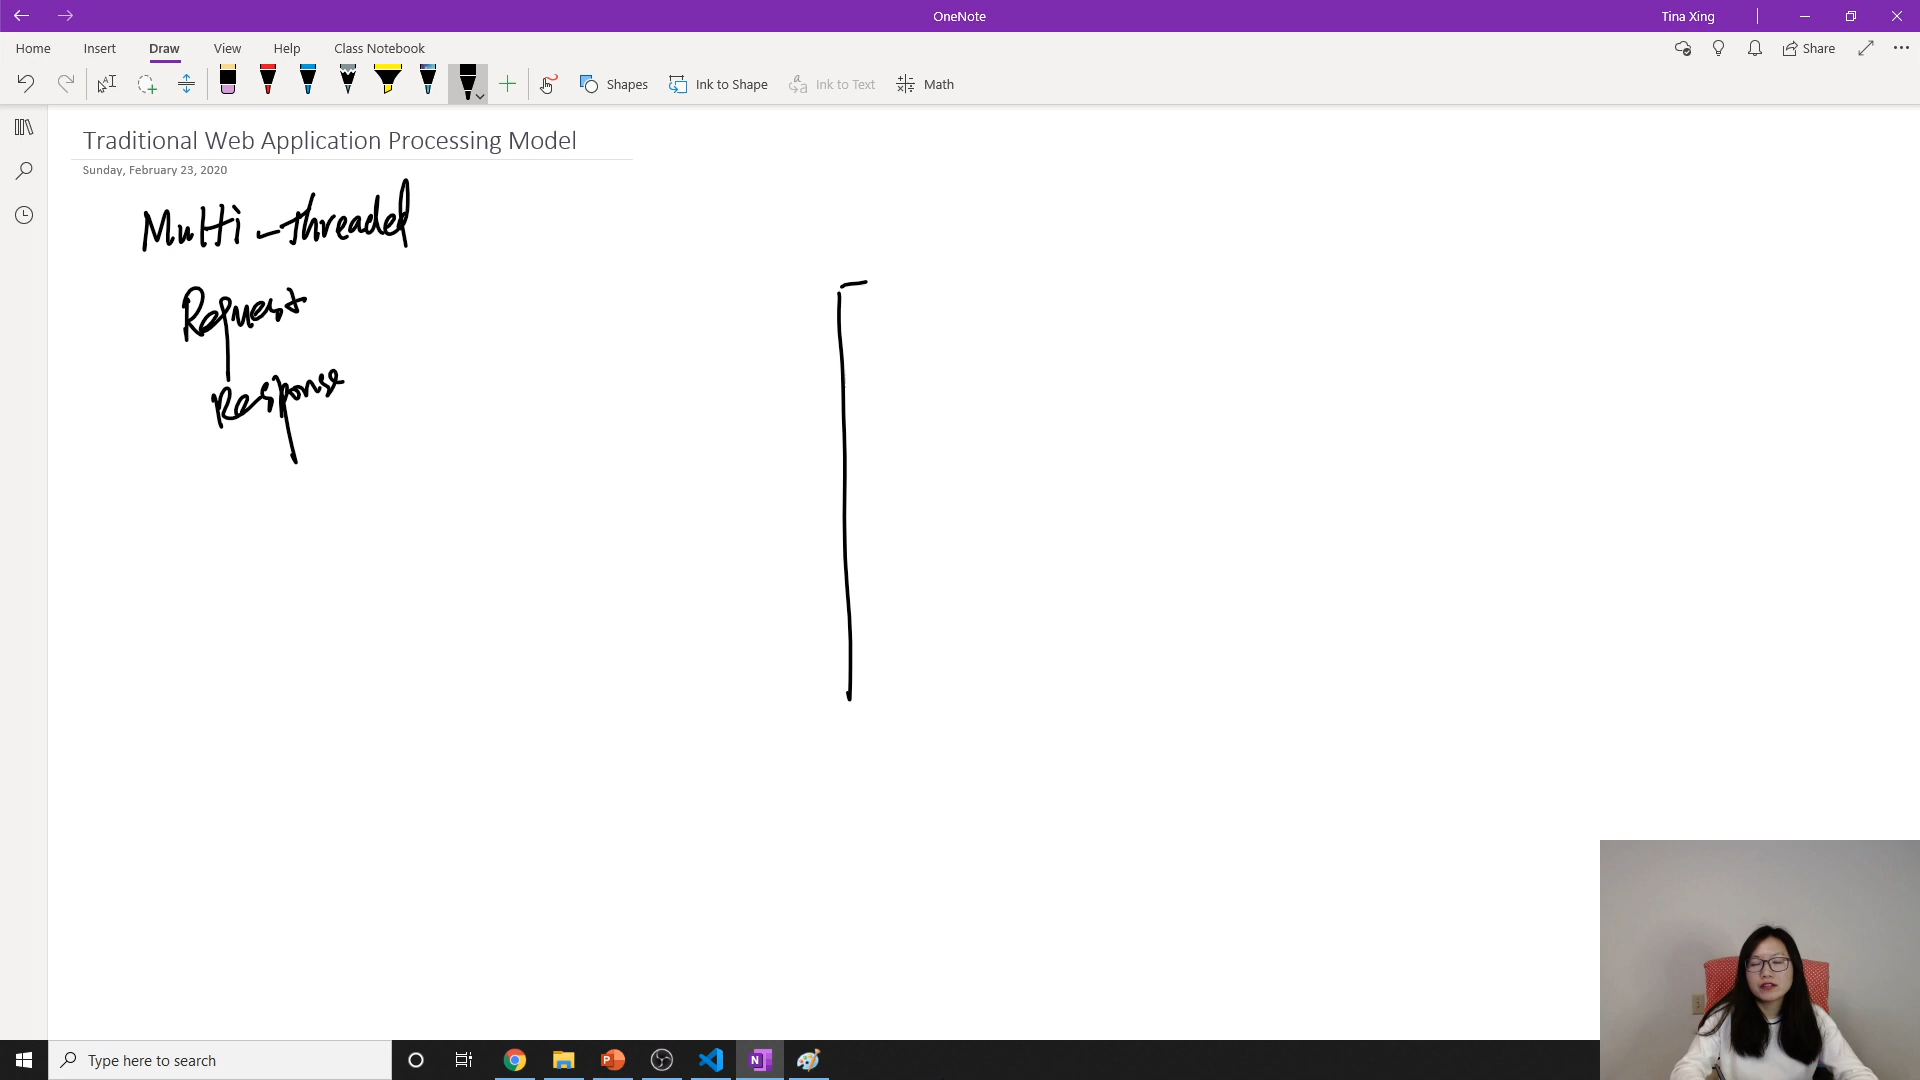 OneNote
Tina Xing
Home Insert Draw View Help Class Notebook
Share
Shapes Ink to Shape Ink to Text Math
Traditional Web Application Processing Model
Sunday, February 23, 2020
Multi-threaded
Request
Response
Type here to search